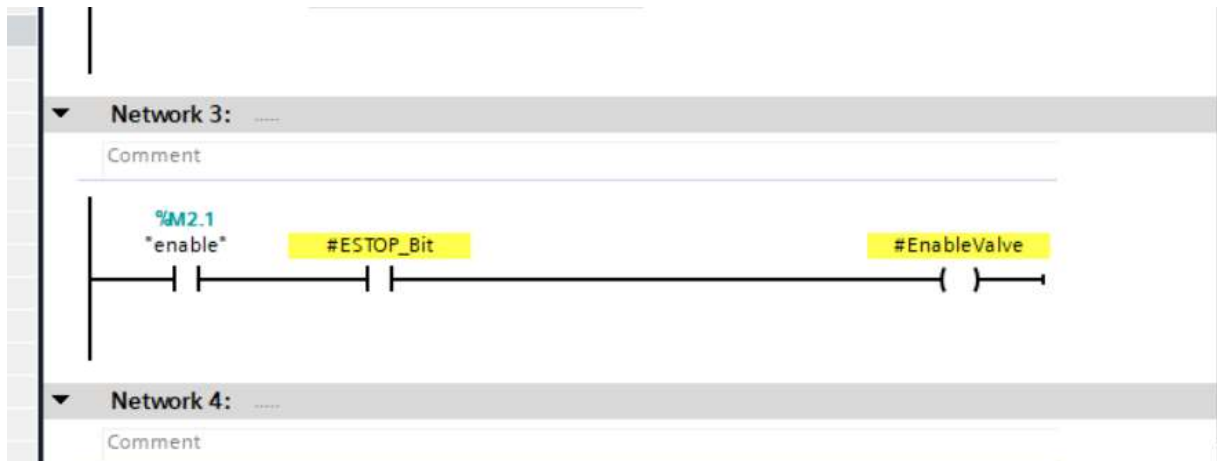 Network 3: .....
Comment
%M2.1
"enable" #ESTOP_Bit #EnableValve
Network 4: .....
Comment